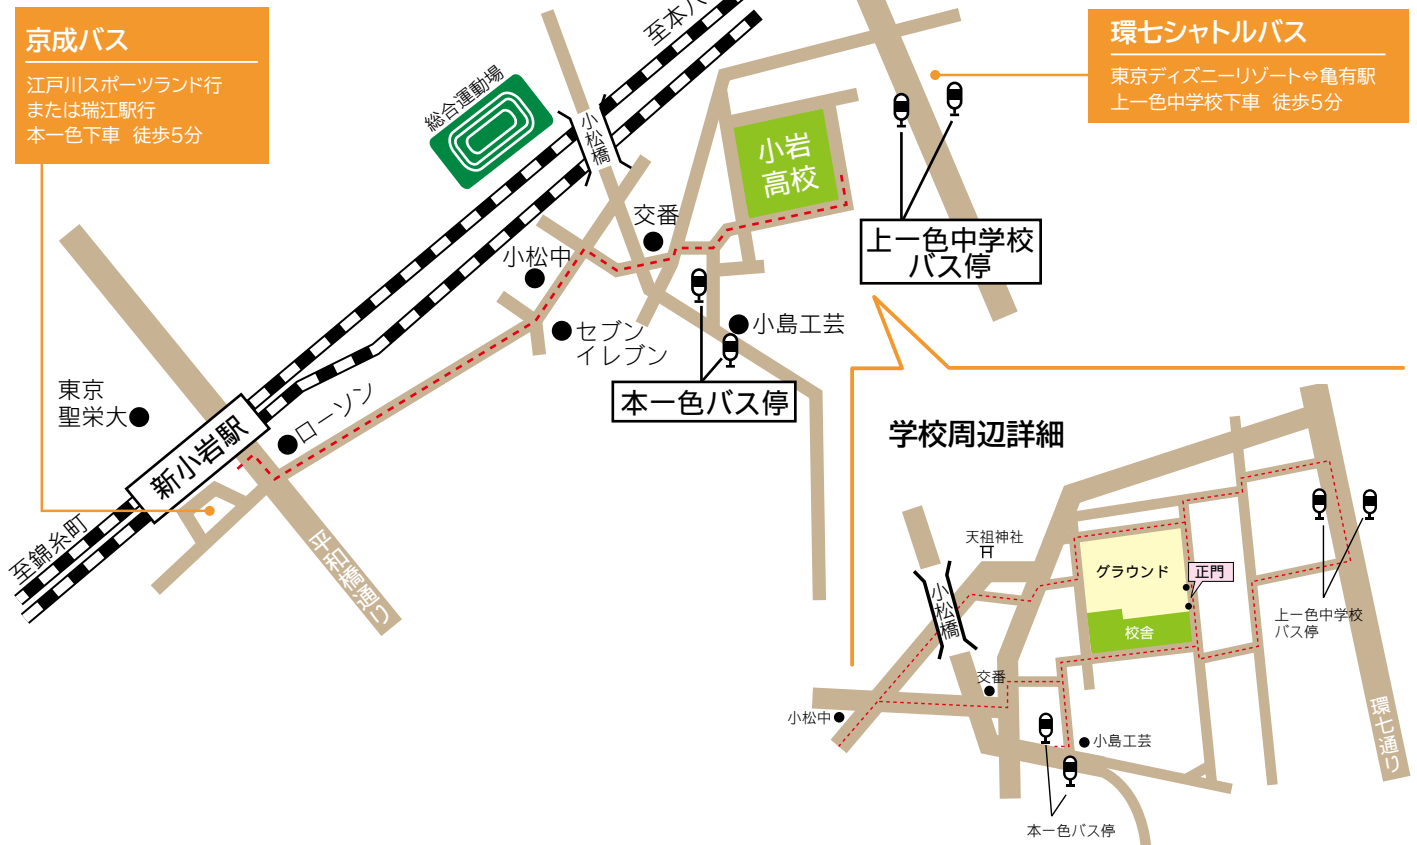 京成バス
江戸川スポーツランド行
または瑞江駅行
本一色下車 徒歩5分
総合運動場
小松橋
至本八
環七シャトルバス
東京ディズニーリゾート⇔亀有駅
上一色中学校下車 徒歩5分
小岩
高校
交番
小松中
上一色中学校
バス停
セブン
イレブン
小島工芸
本一色バス停
東京
聖栄大
ローソン
新小岩駅
至錦糸町
平和橋通り
学校周辺詳細
天祖神社
小松橋
グラウンド
正門
校舎
上一色中学校
バス停
交番
小松中
小島工芸
本一色バス停
環七通り